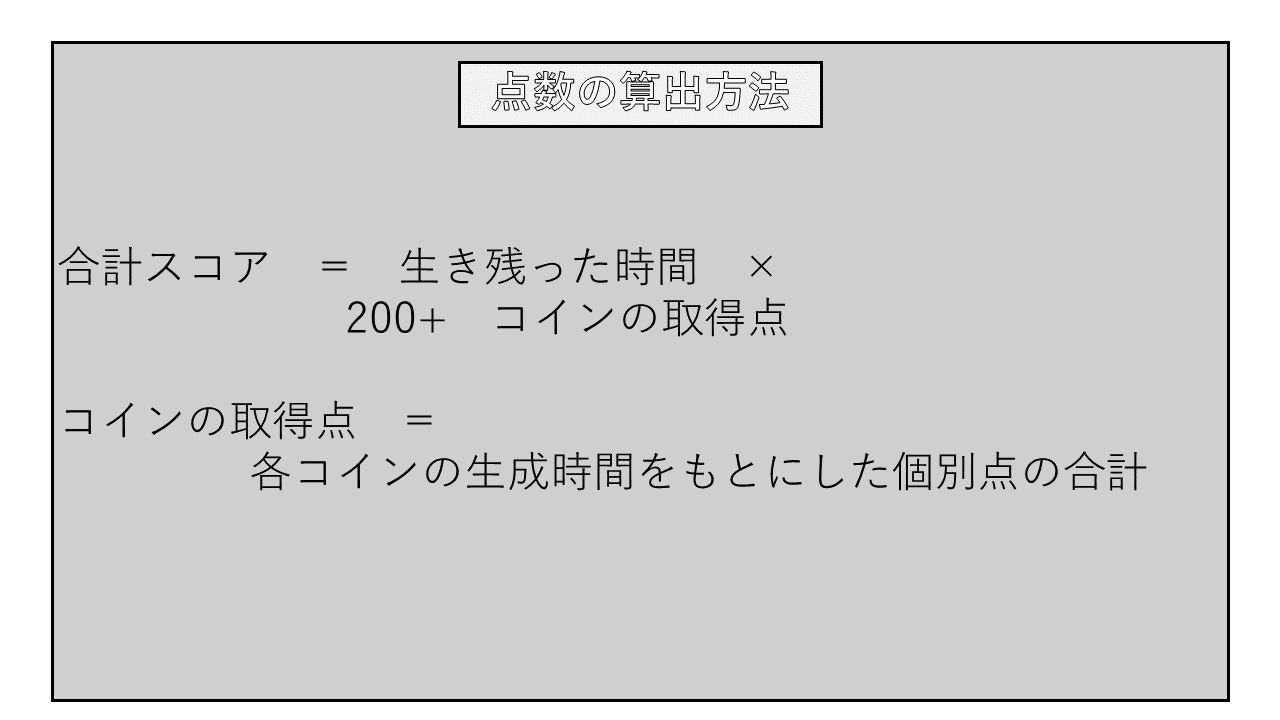 点数の算出方法
合計スコア　＝　生き残った時間　×
200+　コインの取得点
コインの取得点　＝
各コインの生成時間をもとにした個別点の合計